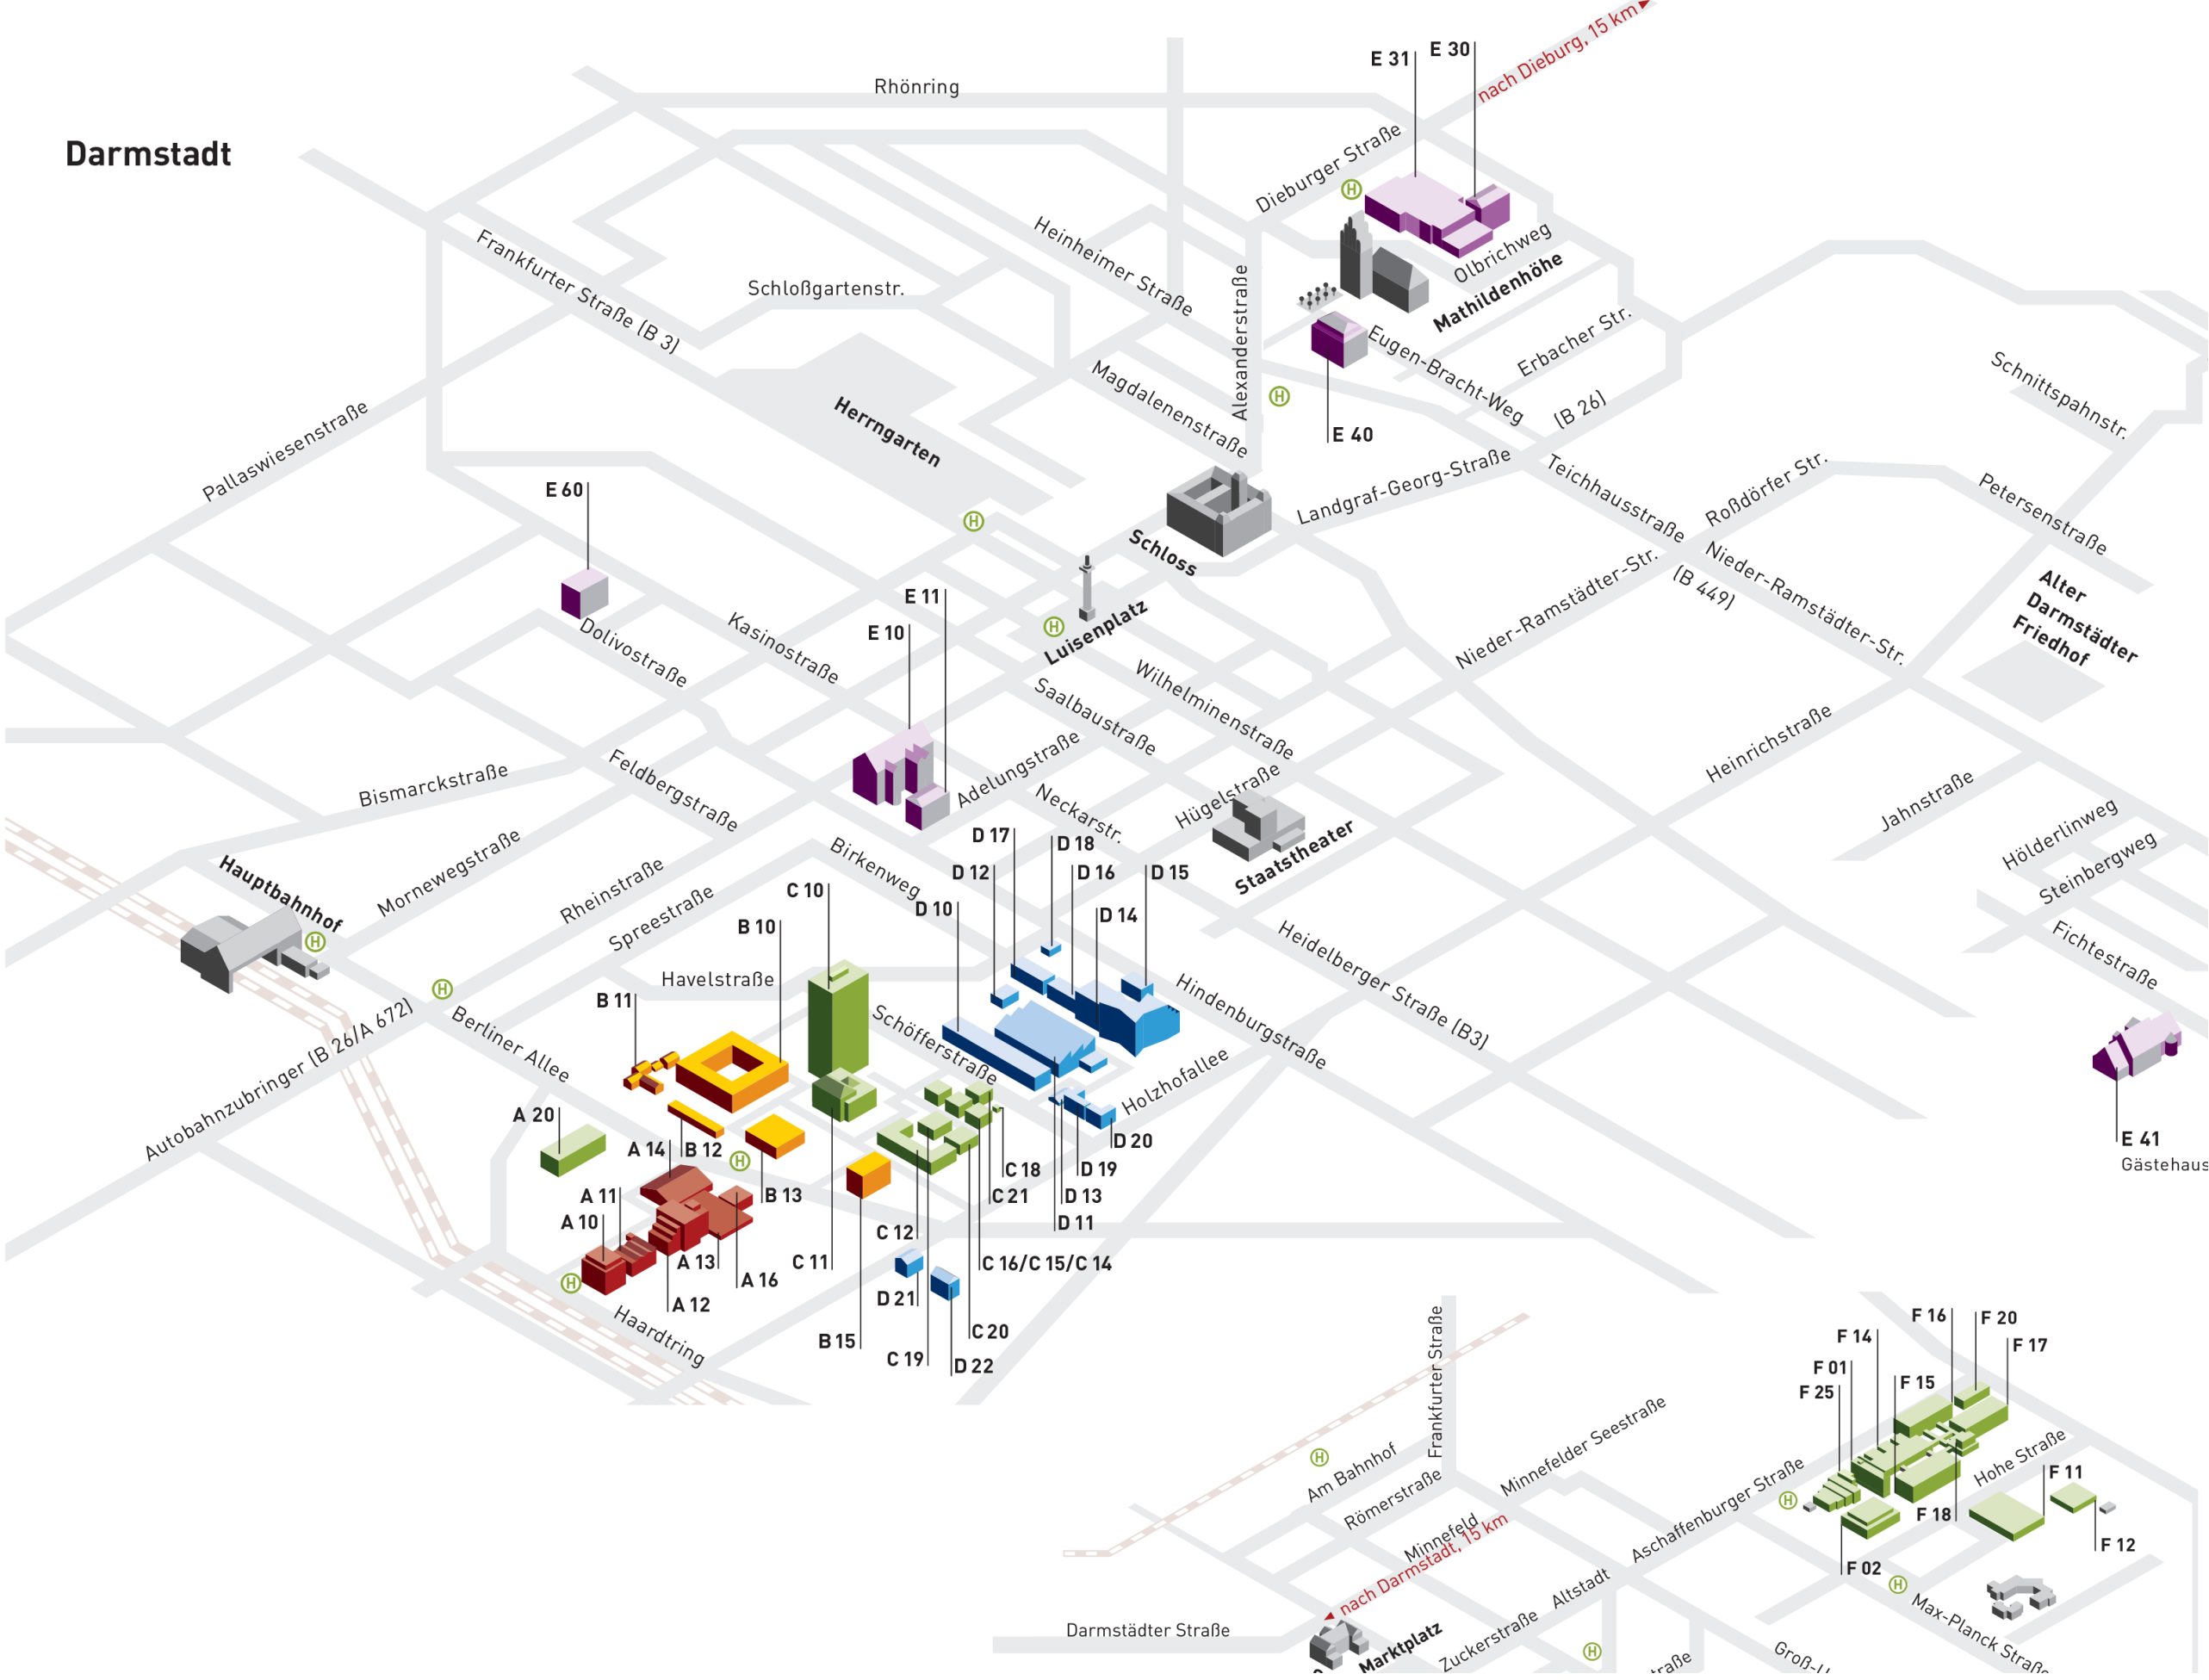 nach Dieburg, 15 km
E 30
E 31
Rhönring
Darmstadt
Dieburger Straße
H
Heinheimer Straße
Frankfurter Straße (B 3)
Olbrichweg
Mathildenhöhe
Schloßgartenstr.
Alexanderstraße
Erbacher Str.
Eugen-Bracht-Weg
Magdalenenstraße
H
(B 26)
Schnittspahnstr.
E 40
Pallaswiesenstraße
Herrngarten
E 60
Landgraf-Georg-Straße
Teichhausstraße
Roßdörfer Str.
Petersenstraße
H
Schloss
Nieder-Ramstädter-Str.
Nieder-Ramstädter-Str.
(B 449)
Alter
Darmstädter
Friedhof
E 11
E 10
H
Luisenplatz
Dolivostraße
Kasinostraße
Saalbaustraße
Wilhelminenstraße
Heinrichstraße
Bismarckstraße
Feldbergstraße
Adelungstraße
Neckarstr.
Hügelstraße
Jahnstraße
Hölderlinweg
Steinbergweg
Fichtestraße
Staatstheater
Hauptbahnhof
H
Mornewegstraße
Rheinstraße
Spreestraße
Birkenweg
D 17
D 18
D 12
D 16
D 15
C 10
D 10
D 14
B 10
Heidelberger Straße (B3)
Havelstraße
Hindenburgstraße
H
B 11
Autobahnzubringer (B 26/A 672)
Berliner Allee
Schöfferstraße
Holzhofallee
A 20
A 14
B 12
H
D 20
E 41
Gästehaus
C 18
D 19
A 11
B 13
C 21
D 13
A 10
C 12
D 11
A 13
C 11
C 16/C 15/C 14
A 16
H
D 21
A 12
Haardtring
B 15
C 20
C 19
D 22
Frankfurter Straße
F 16
F 20
F 14
F 17
F 01
F 15
F 25
Minnefelder Seestraße
H
Am Bahnhof
Römerstraße
Hohe Straße
F 11
H
Aschaffenburger Straße
F 18
Minnefeld
nach Darmstadt, 15 km
F 12
F 02
H
Altstadt
Max-Planck Straße
Darmstädter Straße
Zuckerstraße
Marktplatz
H